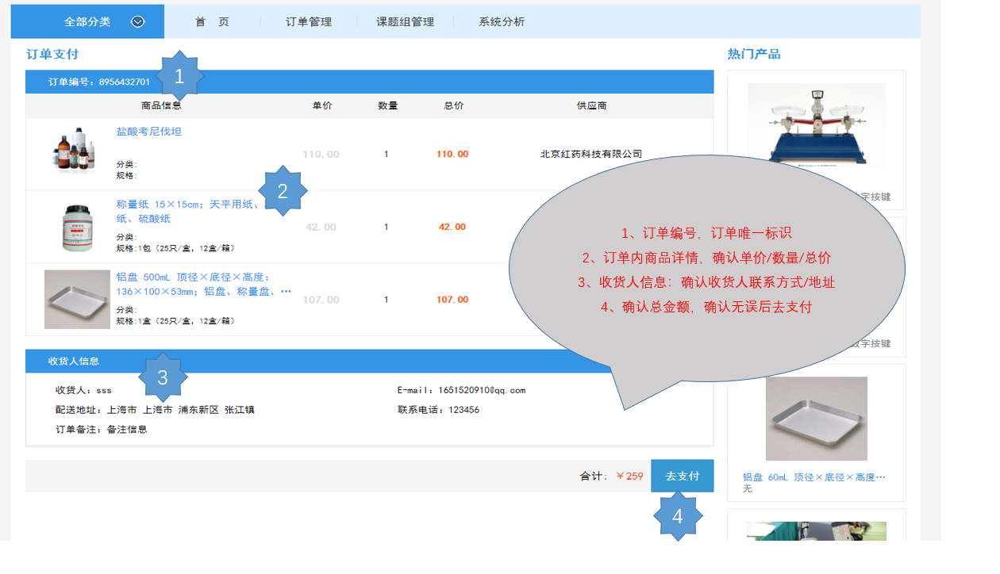 全部分类
首 页
订单管理
课题组管理
系统分析
订单支付
热门产品
订单编号：8956432701
1
商品信息
单价
数量
总价
供应商
盐酸考尼伐坦
分类：
规格：
110.00
1
110.00
北京红药科技有限公司
2
称量纸 15×15cm；天平用纸、
纸、硫酸纸
分类：
规格:1包（25只/盒，12盒/箱）
42.00
1
42.00
字按键
铝盘 500mL 顶径×底径×高度：
136×100×53mm；铝盘、称量盘、…
分类：
规格:1盒（25只/盒，12盒/箱）
107.00
1
107.00
1、订单编号，订单唯一标识
2、订单内商品详情，确认单价/数量/总价
3、收货人信息：确认收货人联系方式/地址
4、确认总金额，确认无误后去支付
字按键
收货人信息
3
收货人：sss
E-mail：1651520910@qq.com
配送地址：上海市 上海市 浦东新区 张江镇
联系电话：123456
订单备注：备注信息
合计：￥259
去支付
4
铝盘 60mL 顶径×底径×高度…
无